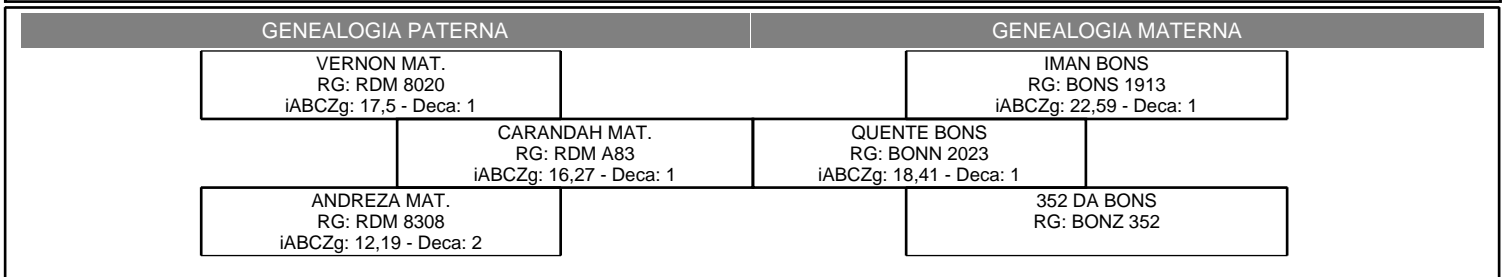 GENEALOGIA PATERNA
GENEALOGIA MATERNA
VERNON MAT.
RG: RDM 8020
iABCZg: 17,5 - Deca: 1
IMAN BONS
RG: BONS 1913
iABCZg: 22,59 - Deca: 1
CARANDAH MAT.
RG: RDM A83
iABCZg: 16,27 - Deca: 1
QUENTE BONS
RG: BONN 2023
iABCZg: 18,41 - Deca: 1
ANDREZA MAT.
RG: RDM 8308
iABCZg: 12,19 - Deca: 2
352 DA BONS
RG: BONZ 352